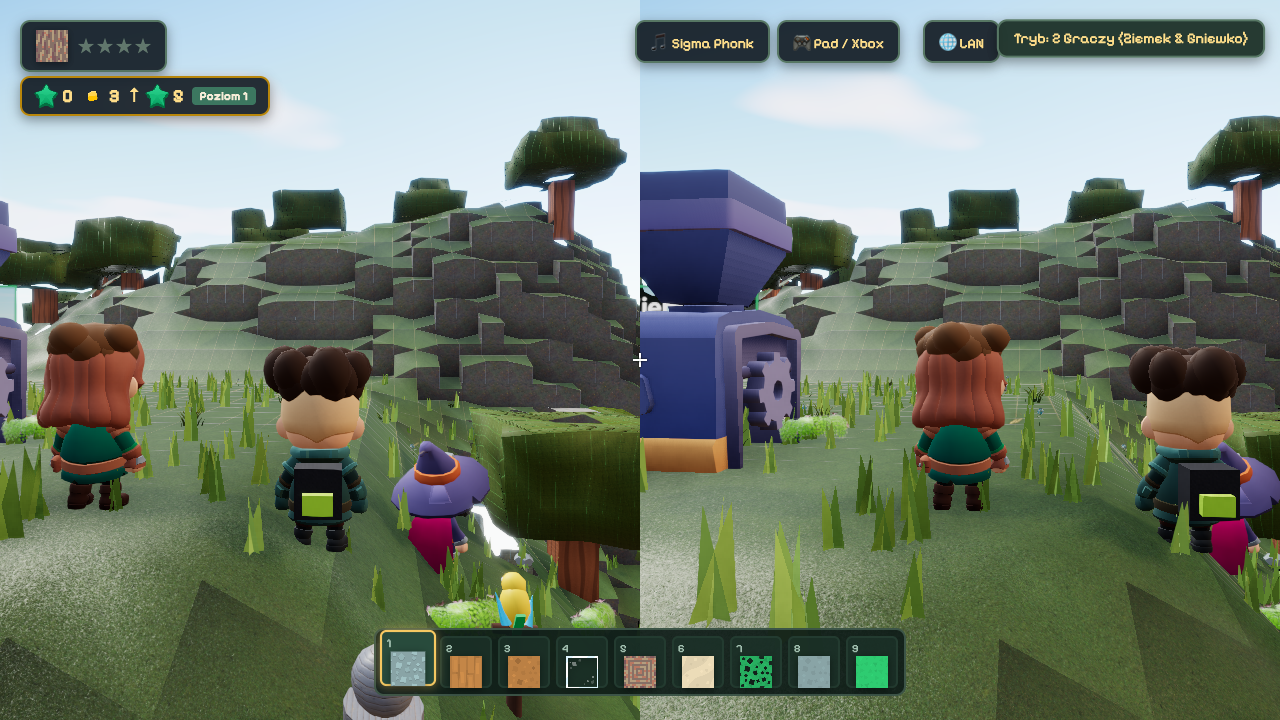 Sigma Phonk
Pad / Xbox
LAN
Tryb: 2 Graczy (Ziemek & Gniewko)
0 3 ↑ 8 Poziom 1
1 2 3 4 5 6 7 8 9